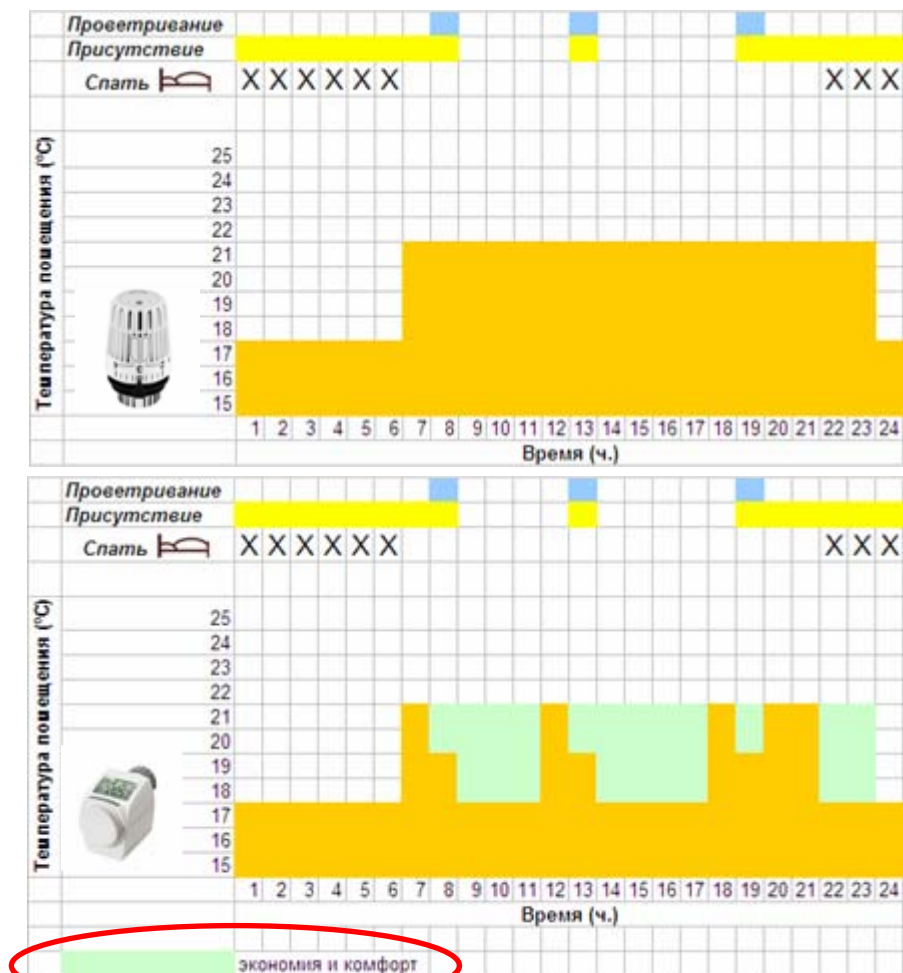 Проветривание
Присутствие
Спать X X X X X X X X X
Температура помещения (°C)
25
24
23
22
21
20
19
18
17
16
15
1 2 3 4 5 6 7 8 9 10 11 12 13 14 15 16 17 18 19 20 21 22 23 24
Время (ч.)
Проветривание
Присутствие
Спать X X X X X X X X X
Температура помещения (°C)
25
24
23
22
21
20
19
18
17
16
15
1 2 3 4 5 6 7 8 9 10 11 12 13 14 15 16 17 18 19 20 21 22 23 24
Время (ч.)
экономия и комфорт